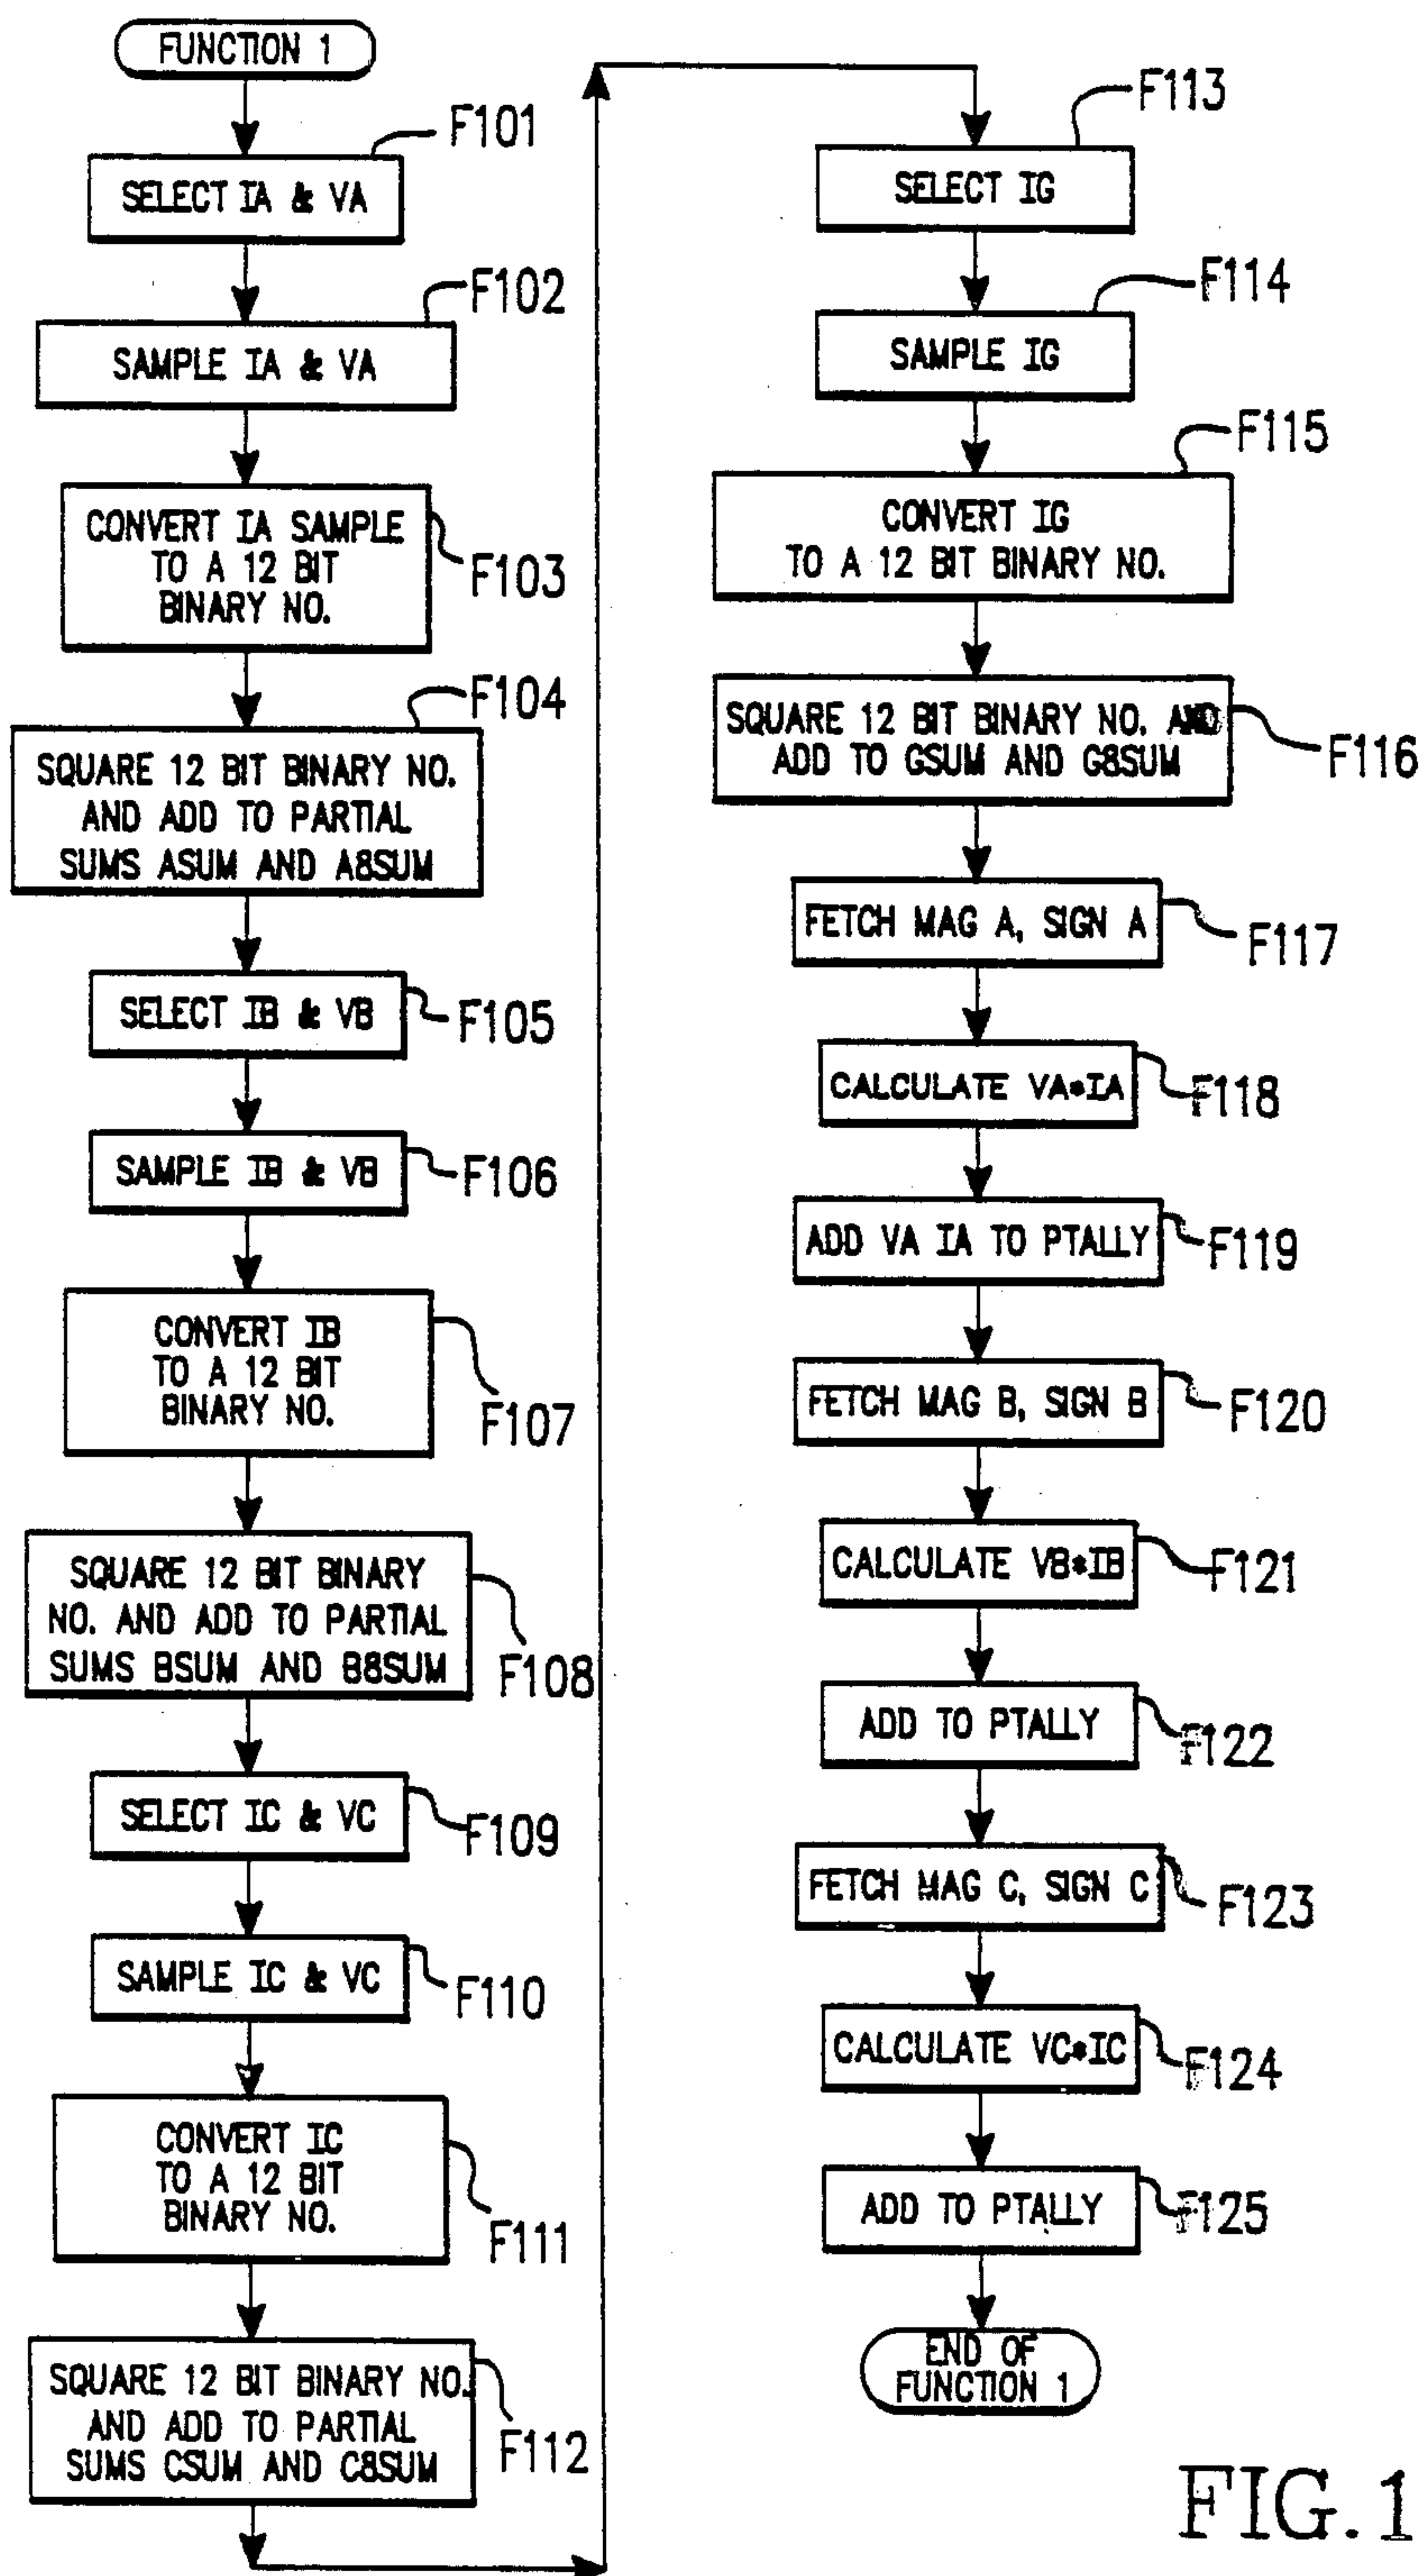 FUNCTION 1
F101
SELECT IA & VA
F102
SAMPLE IA & VA
CONVERT IA SAMPLE
TO A 12 BIT
BINARY NO.
F103
F104
SQUARE 12 BIT BINARY NO.
AND ADD TO PARTIAL
SUMS ASUM AND A8SUM
SELECT IB & VB
F105
SAMPLE IB & VB
F106
CONVERT IB
TO A 12 BIT
BINARY NO.
F107
SQUARE 12 BIT BINARY
NO. AND ADD TO PARTIAL
SUMS BSUM AND B8SUM
F108
SELECT IC & VC
F109
SAMPLE IC & VC
F110
CONVERT IC
TO A 12 BIT
BINARY NO.
F111
SQUARE 12 BIT BINARY NO.
AND ADD TO PARTIAL
SUMS CSUM AND C8SUM
F112
F113
SELECT IG
F114
SAMPLE IG
F115
CONVERT IG
TO A 12 BIT BINARY NO.
SQUARE 12 BIT BINARY NO. AND
ADD TO GSUM AND G8SUM
F116
FETCH MAG A, SIGN A
F117
CALCULATE VA*IA
F118
ADD VA IA TO PTALLY
F119
FETCH MAG B, SIGN B
F120
CALCULATE VB*IB
F121
ADD TO PTALLY
F122
FETCH MAG C, SIGN C
F123
CALCULATE VC*IC
F124
ADD TO PTALLY
F125
END OF
FUNCTION 1
FIG. 1